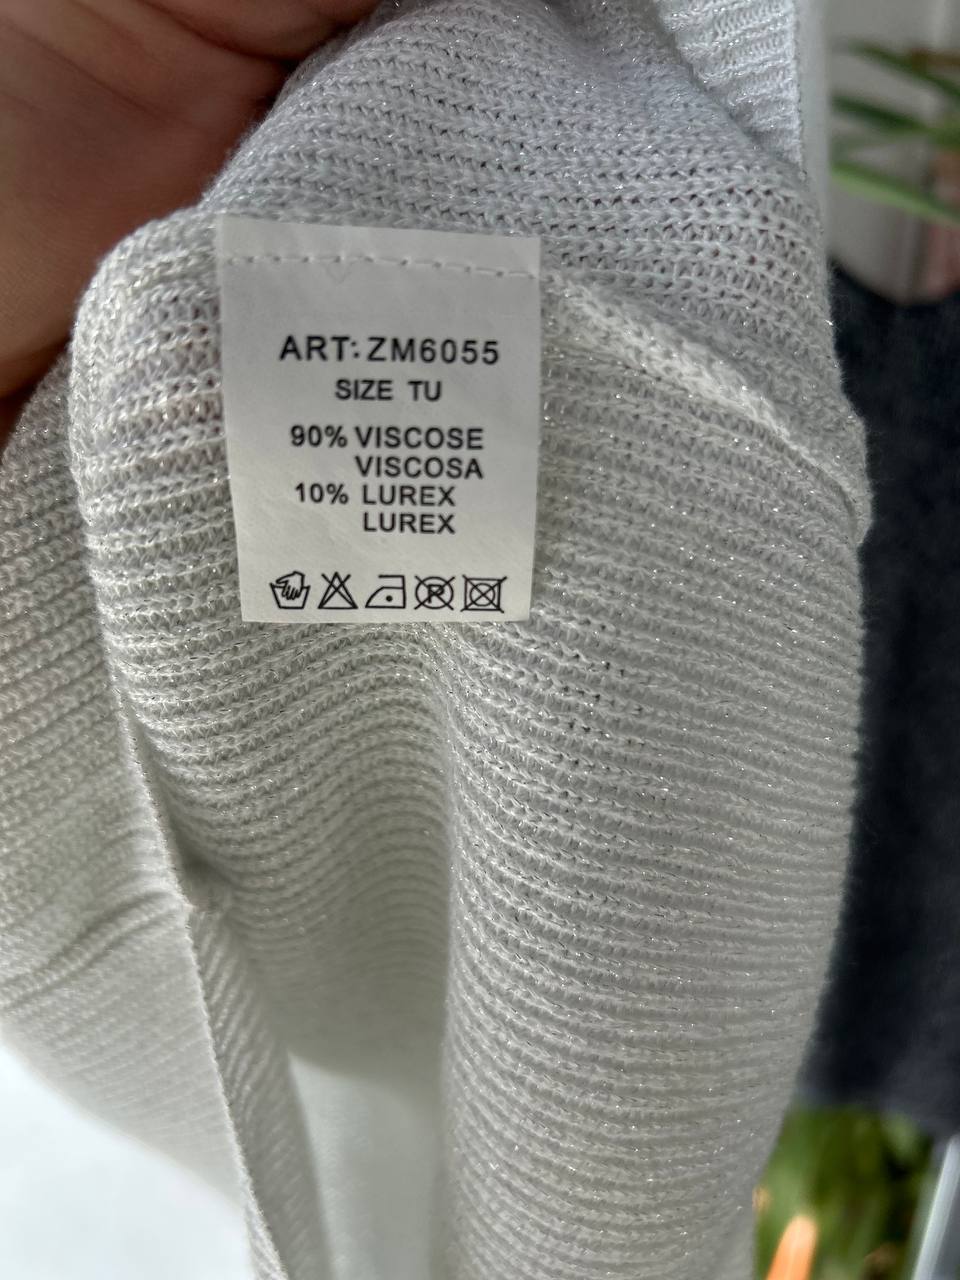 ART: ZM6055
SIZE TU
90% VISCOSE
VISCOSA
10% LUREX
LUREX
P